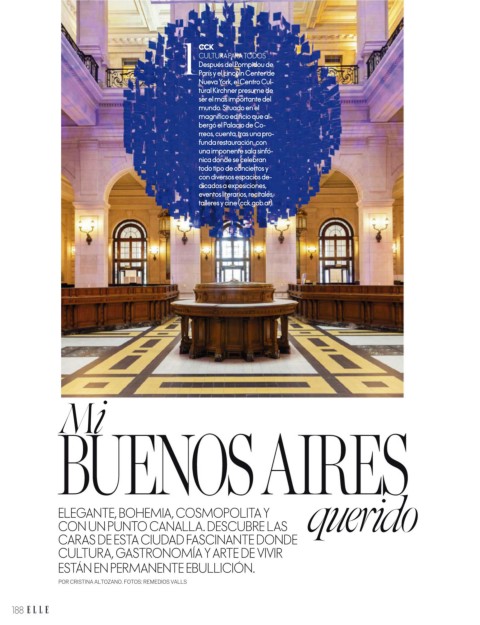 1
CCK
CULTURA PARA TODOS
Después del Pompidou de
París y el Lincoln Center de
Nueva York, el Centro Cul-
tural Kirchner presume de
ser el más importante del
mundo. Situado en el
magnífico edificio que al-
bergó el Palacio de Co-
rreos, cuenta, tras una pro-
funda restauración, con
una imponente sala sinfó-
nica donde se celebran
todo tipo de conciertos y
con diversos espacios de-
dicados a exposiciones,
eventos literarios, recitales,
talleres y cine (cck.gob.ar).
Mi
BUENOS AIRES
querido
ELEGANTE, BOHEMIA, COSMOPOLITA Y
CON UN PUNTO CANALLA. DESCUBRE LAS
CARAS DE ESTA CIUDAD FASCINANTE DONDE
CULTURA, GASTRONOMÍA Y ARTE DE VIVIR
ESTÁN EN PERMANENTE EBULLICIÓN.
POR CRISTINA ALTOZANO. FOTOS: REMEDIOS VALLS
188 ELLE